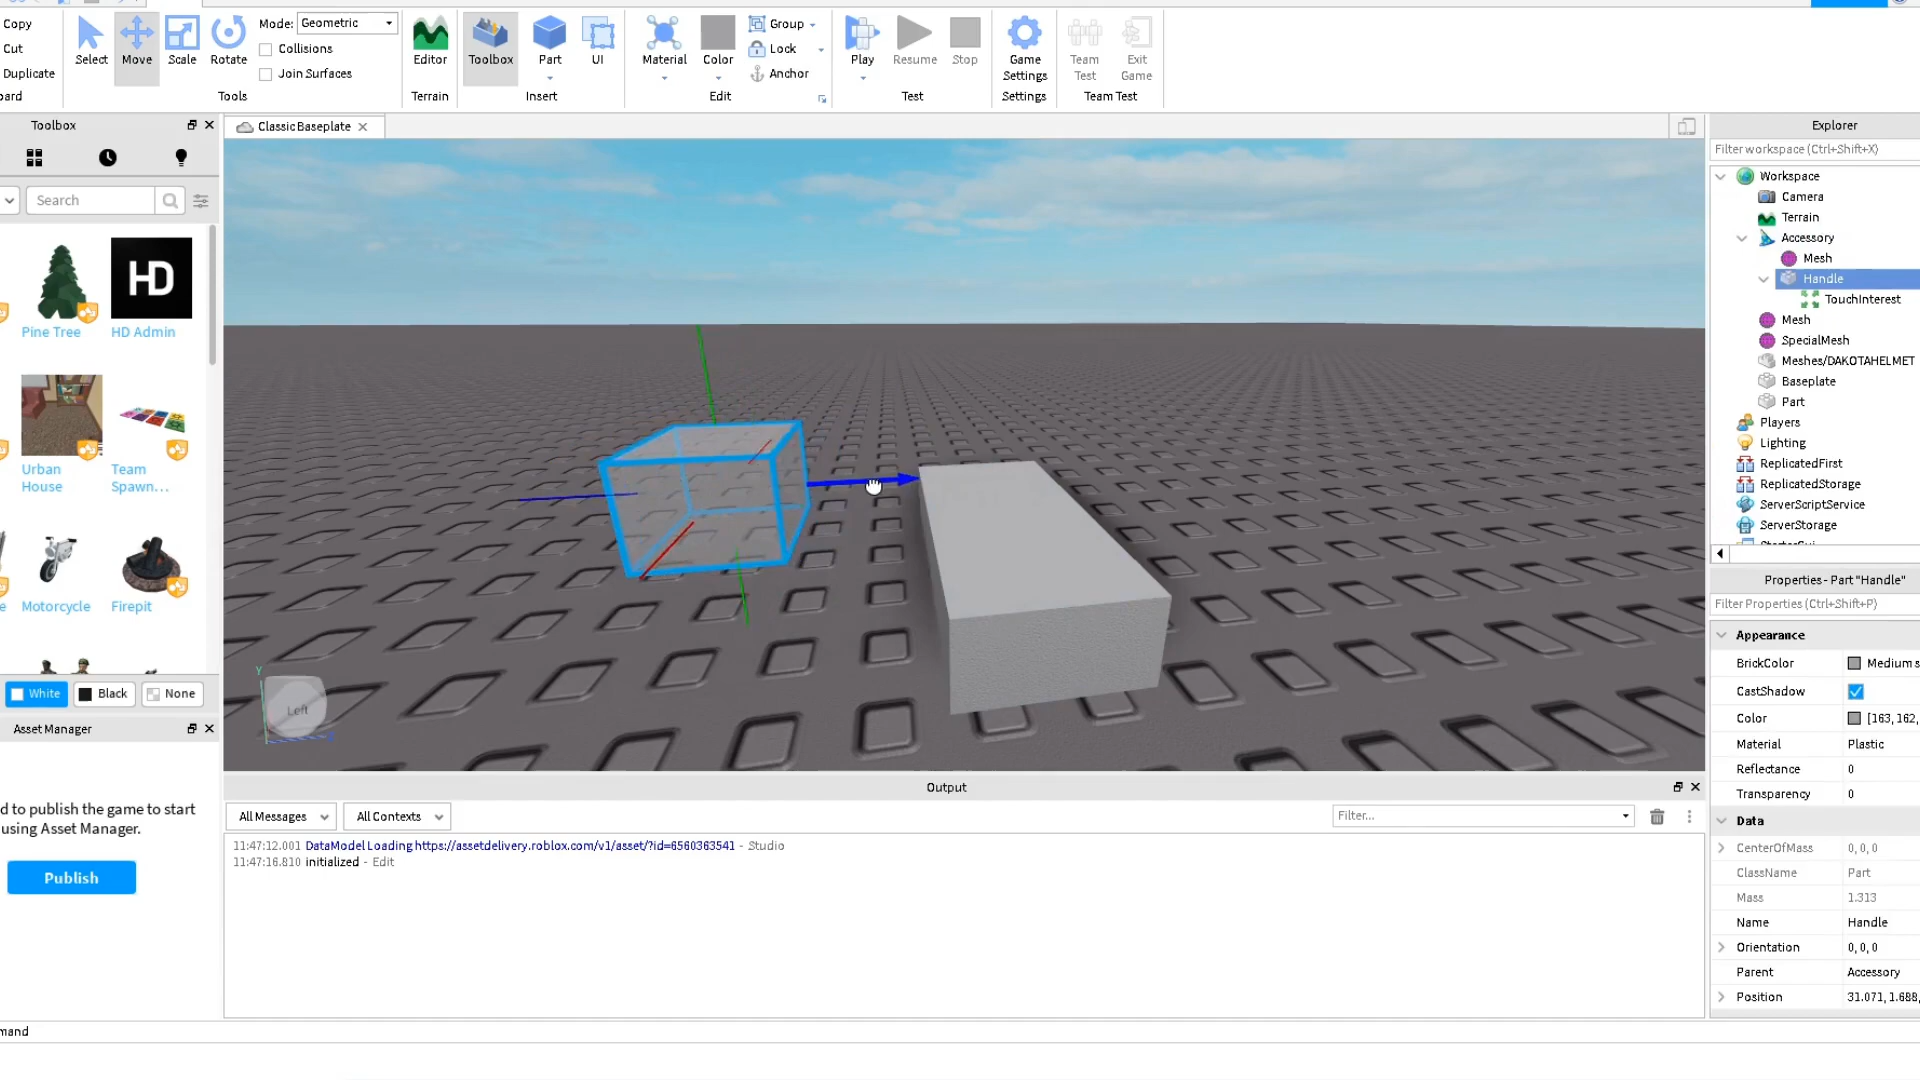 Copy
Cut
Duplicate
Select
Move
Scale
Rotate
Mode: Geometric
Collisions
Join Surfaces
Tools
Editor
Terrain
Toolbox
Part
UI
Insert
Material
Color
Group
Lock
Anchor
Edit
Play
Resume
Stop
Test
Game
Settings
Settings
Team
Test
Exit
Game
Team Test
Toolbox
Search
Pine Tree
HD
HD Admin
Urban
House
Team
Spawn...
Motorcycle
Firepit
White
Black
None
Asset Manager
d to publish the game to start
using Asset Manager.
Publish
mand
Classic Baseplate
Y
Left
Output
All Messages
All Contexts
Filter...
11:47:12.001 DataModel Loading https://assetdelivery.roblox.com/v1/asset/?id=6560363541 - Studio
11:47:16.810 initialized - Edit
Explorer
Filter workspace (Ctrl+Shift+X)
Workspace
Camera
Terrain
Accessory
Mesh
Handle
TouchInterest
Mesh
SpecialMesh
Meshes/DAKOTAHELMET
Baseplate
Part
Players
Lighting
ReplicatedFirst
ReplicatedStorage
ServerScriptService
ServerStorage
Properties - Part "Handle"
Filter Properties (Ctrl+Shift+P)
Appearance
BrickColor Medium s
CastShadow
Color [163, 162,
Material Plastic
Reflectance 0
Transparency 0
Data
CenterOfMass 0, 0, 0
ClassName Part
Mass 1.313
Name Handle
Orientation 0, 0, 0
Parent Accessory
Position 31.071, 1.688,